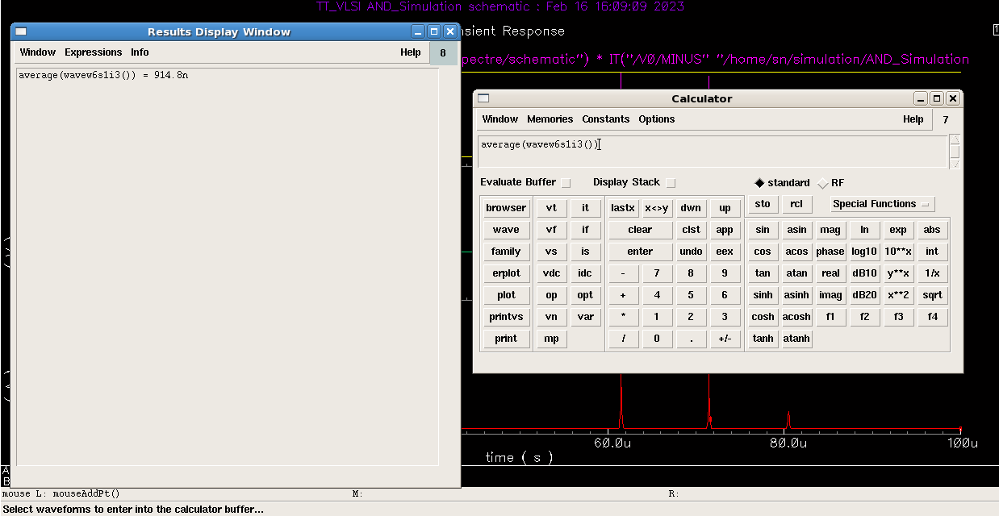 TT_VLSI AND_Simulation schematic : Feb 16 16:09:09 2023
Results Display Window
nsient Response
1
Window Expressions Info Help 8
pectre/schematic") * IT("/V0/MINUS" "/home/sn/simulation/AND_Simulation
average(wavew6s1i3()) = 914.8n
Calculator
Window Memories Constants Options Help 7
average(wavew6s1i3())
Evaluate Buffer Display Stack standard RF
browser vt it lastx x<>y dwn up sto rcl Special Functions
wave vf if clear clst app sin asin mag ln exp abs
family vs is enter undo eex cos acos phase log10 10**x int
erplot vdc idc - 7 8 9 tan atan real dB10 y**x 1/x
plot op opt + 4 5 6 sinh asinh imag dB20 x**2 sqrt
printvs vn var * 1 2 3 cosh acosh f1 f2 f3 f4
print mp / 0 . +/- tanh atanh
60.0u 80.0u 100u
time ( s )
A
B
mouse L: mouseAddPt() M: R:
Select waveforms to enter into the calculator buffer...